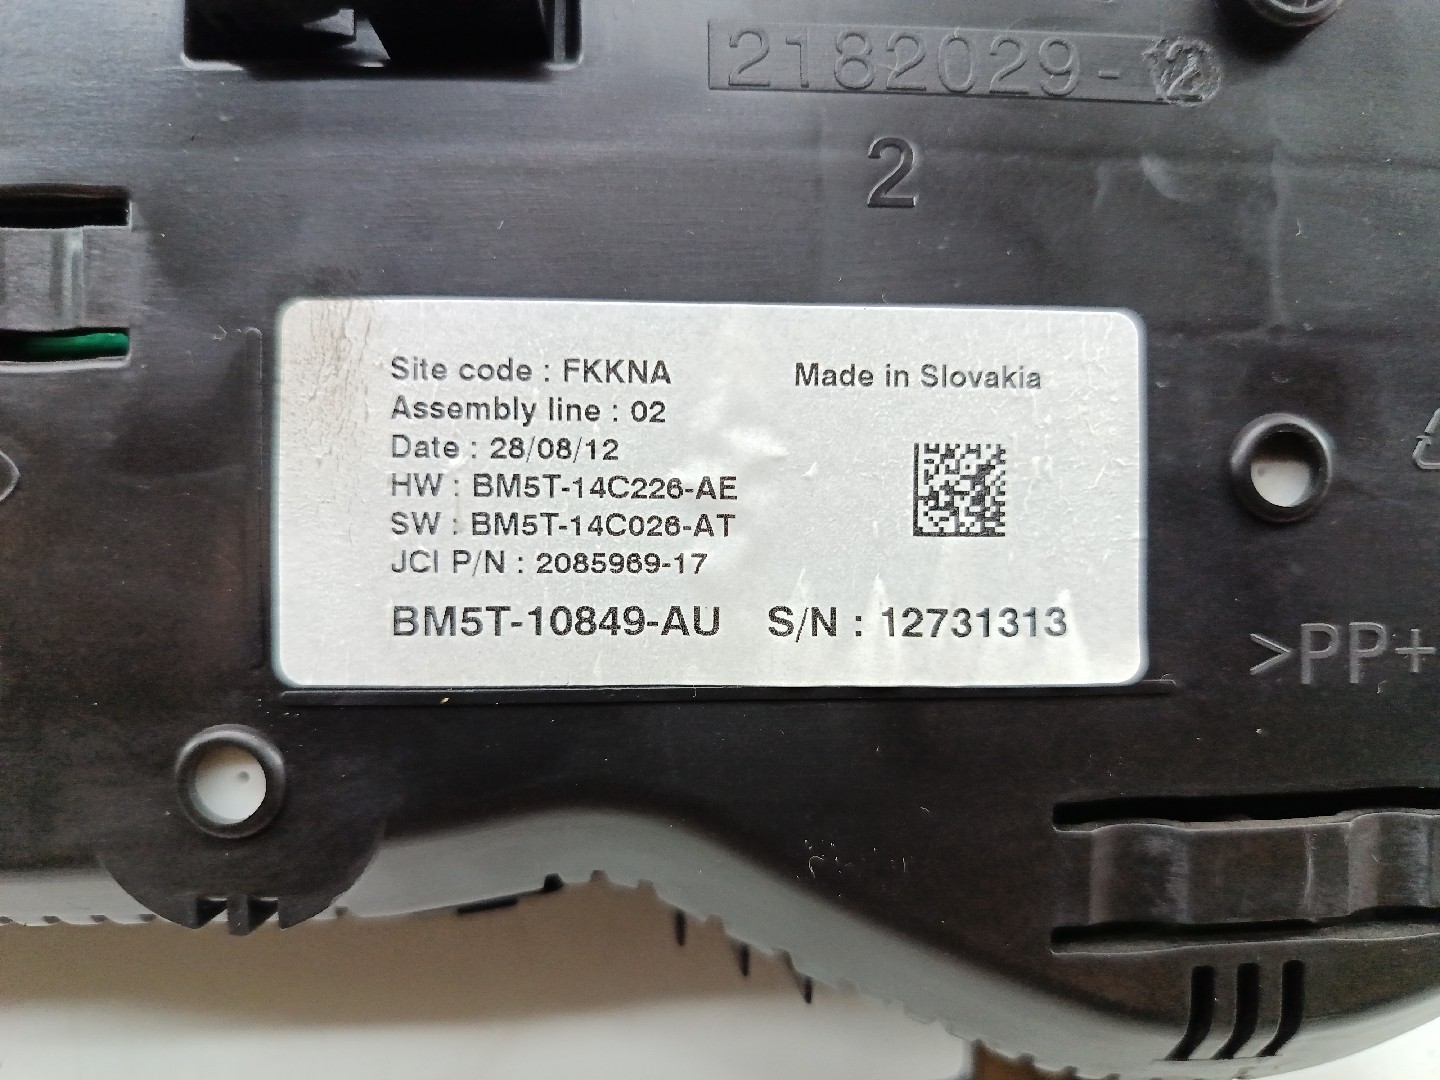 2182029-12
2
Site code : FKKNA
Made in Slovakia
Assembly line : 02
Date : 28/08/12
HW : BM5T-14C226-AE
SW : BM5T-14C026-AT
JCI P/N : 2085969-17
BM5T-10849-AU S/N : 12731313
>PP+